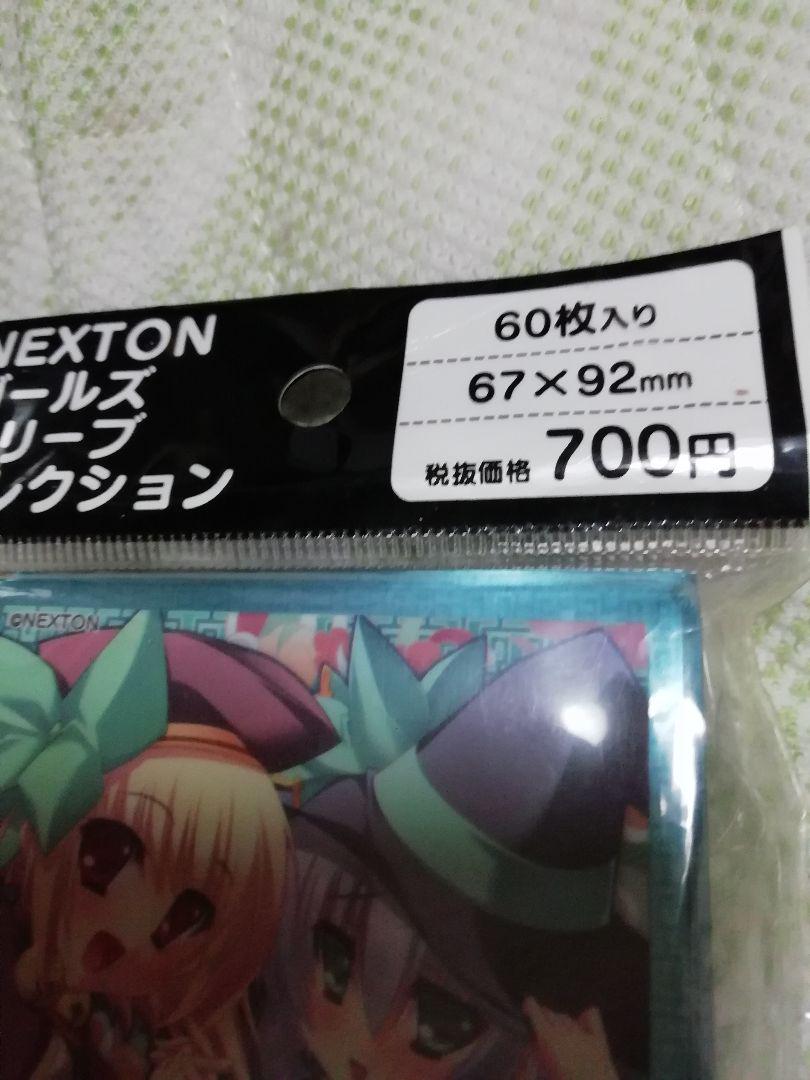 NEXTON
ガールズ
リーブ
レクション
60枚入り
67×92mm
税抜価格 700円
©NEXTON